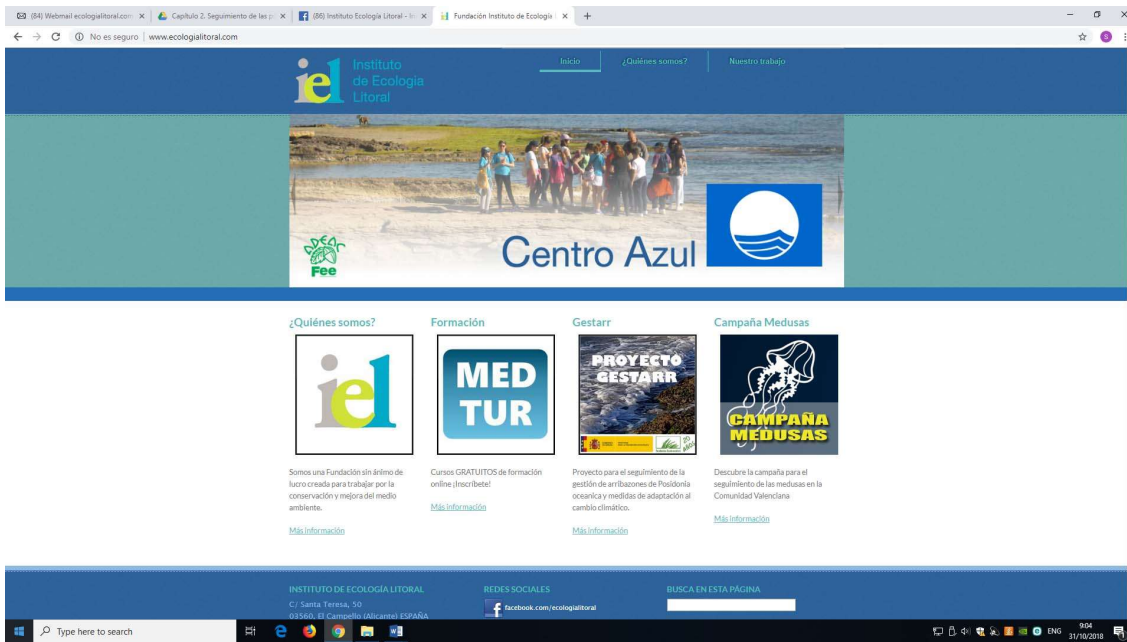 (84) Webmail ecologialitoral.com
Capítulo 2. Seguimiento de las p
(86) Instituto Ecología Litoral - In
Fundación Instituto de Ecología
No es seguro | www.ecologialitoral.com
S
iel
Instituto
de Ecología
Litoral
Inicio
¿Quiénes somos?
Nuestro trabajo
Fee
Centro Azul
¿Quiénes somos?
Formación
Gestarr
Campaña Medusas
iel
MED
TUR
PROYECTO
GESTARR
CAMPAÑA
MEDUSAS
Somos una Fundación sin ánimo de
lucro creada para trabajar por la
conservación y mejora del medio
ambiente.
Más información
Cursos GRATUITOS de formación
online ¡Inscríbete!
Más información
Proyecto para el seguimiento de la
gestión de arribazones de Posidonia
oceanica y medidas de adaptación al
cambio climático.
Más información
Descubre la campaña para el
seguimiento de las medusas en la
Comunidad Valenciana
Más información
INSTITUTO DE ECOLOGÍA LITORAL
C/ Santa Teresa, 50
03560, El Campello (Alicante) ESPAÑA
REDES SOCIALES
facebook.com/ecologialitoral
BUSCA EN ESTA PÁGINA
Type here to search
ENG
9:04
31/10/2018